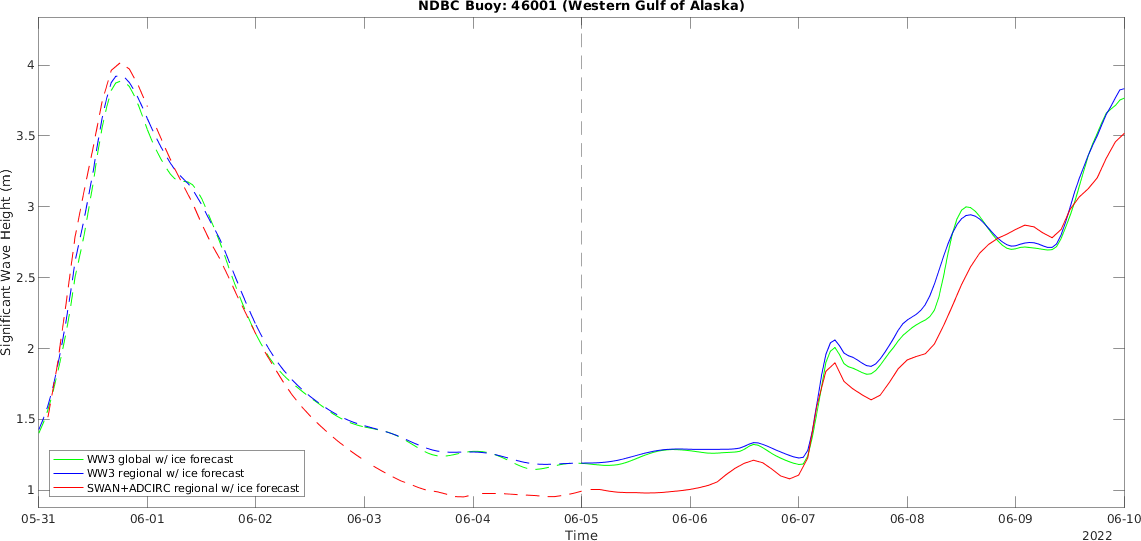 NDBC Buoy: 46001 (Western Gulf of Alaska)
Significant Wave Height (m)
4
3.5
3
2.5
2
1.5
1
WW3 global w/ ice forecast
WW3 regional w/ ice forecast
SWAN+ADCIRC regional w/ ice forecast
05-31 06-01 06-02 06-03 06-04 06-05 06-06 06-07 06-08 06-09 06-10
Time
2022